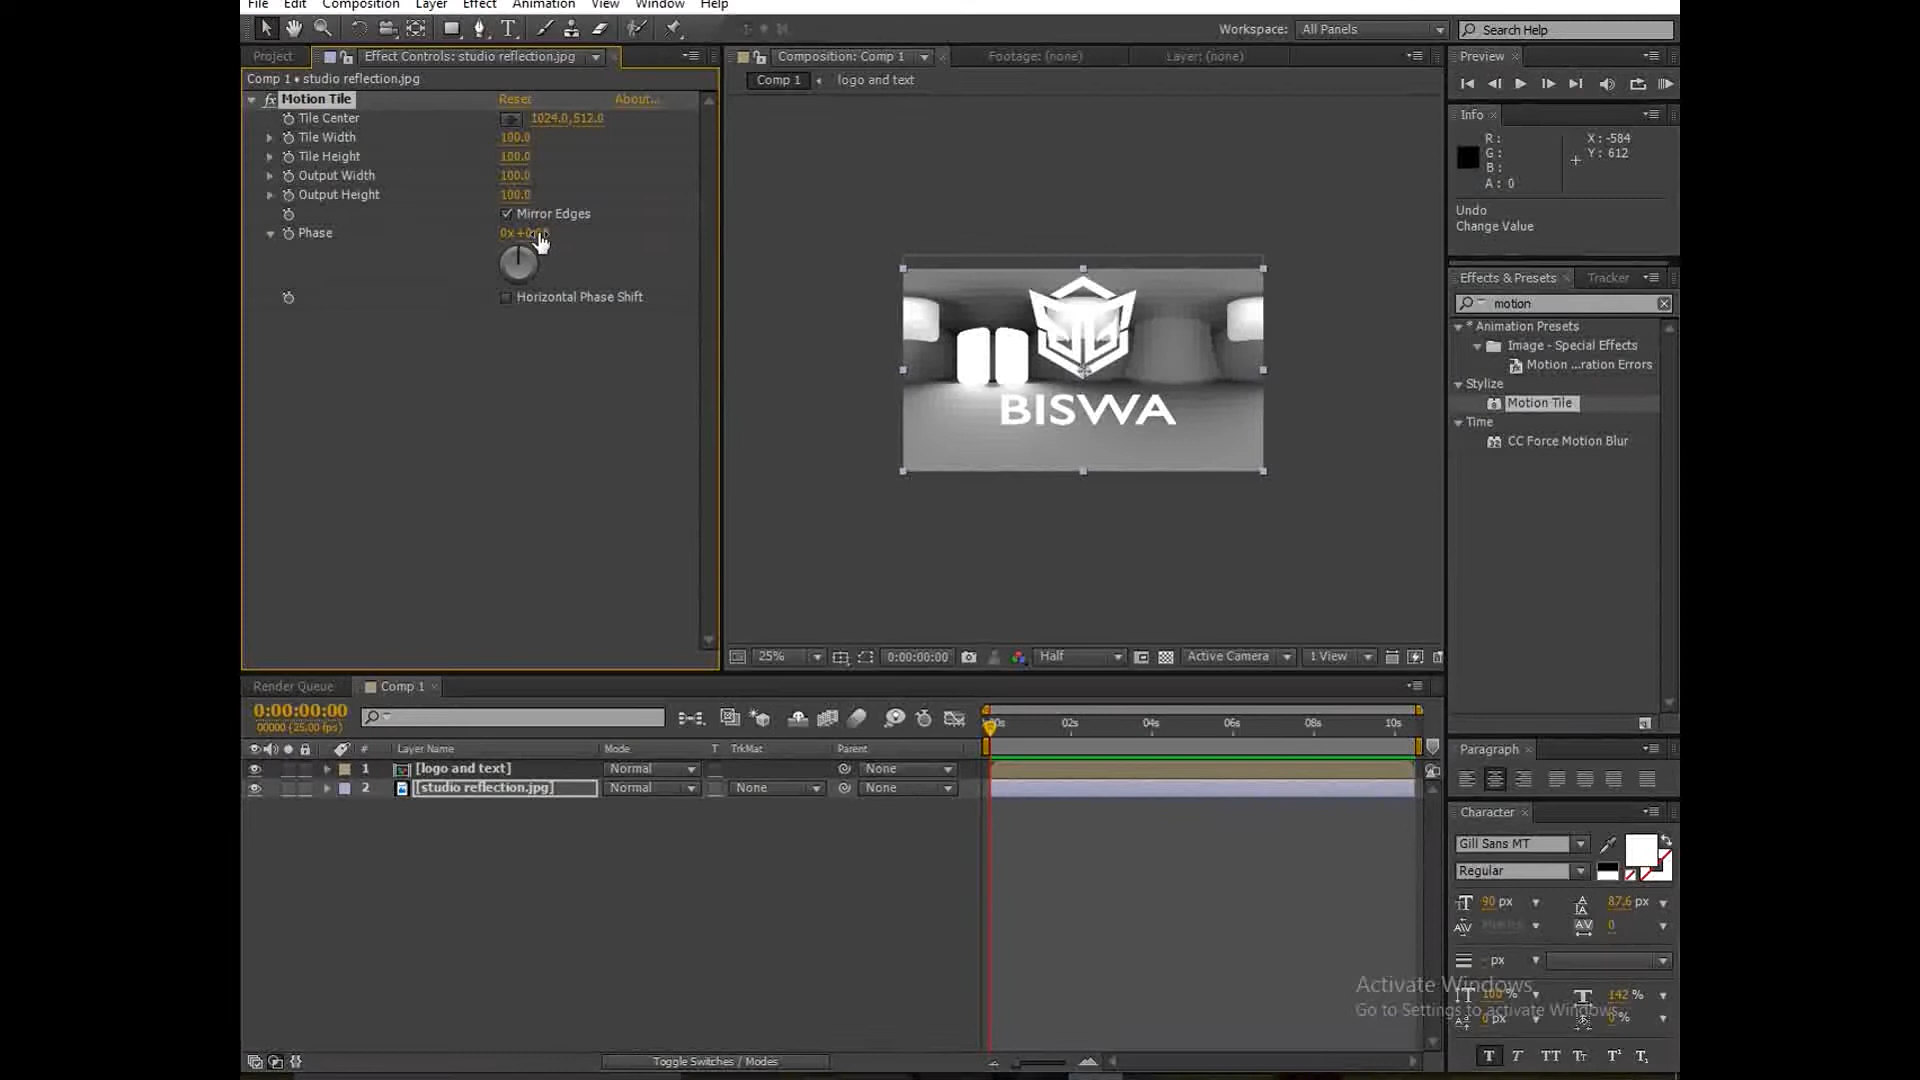 File Edit Composition Layer Effect Animation View Window Help
Workspace: All Panels Search Help
Project Effect Controls: studio reflection.jpg
Comp 1 • studio reflection.jpg
fx Motion Tile Reset About...
Tile Center 1024.0,512.0
Tile Width 100.0
Tile Height 100.0
Output Width 100.0
Output Height 100.0
Mirror Edges
Phase
Horizontal Phase Shift
Composition: Comp 1 Footage: (none) Layer: (none)
Comp 1 logo and text
BISWA
25% 0:00:00:00 Half Active Camera 1 View
Preview
Info
R: X: -584
G: Y: 612
B:
A: 0
Undo
Change Value
Effects & Presets Tracker
motion
* Animation Presets
Image - Special Effects
Motion ...ration Errors
Stylize
Motion Tile
Time
CC Force Motion Blur
Render Queue Comp 1
0:00:00:00
00000 (25.00 fps)
02s 04s 06s 08s 10s
# Layer Name Mode T TrkMat Parent
1 [logo and text] Normal None
2 [studio reflection.jpg] Normal None None
Toggle Switches / Modes
Paragraph
Character
Gill Sans MT
Regular
90 px 87.6 px
0
- px
100 % 142 %
0 px 0 %
Activate Windows
Go to Settings to activate Windows.